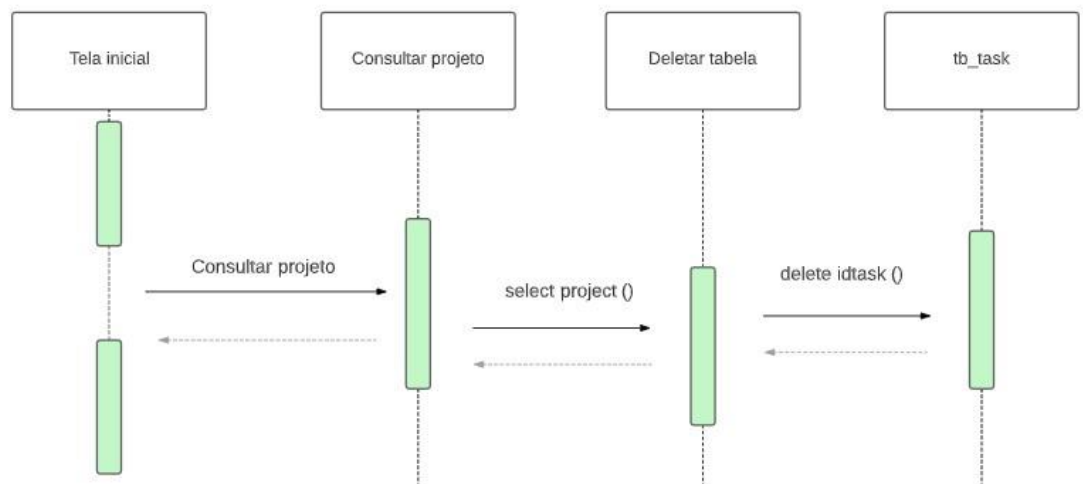 Tela inicial
Consultar projeto
Deletar tabela
tb_task
Consultar projeto
select project ()
delete idtask ()